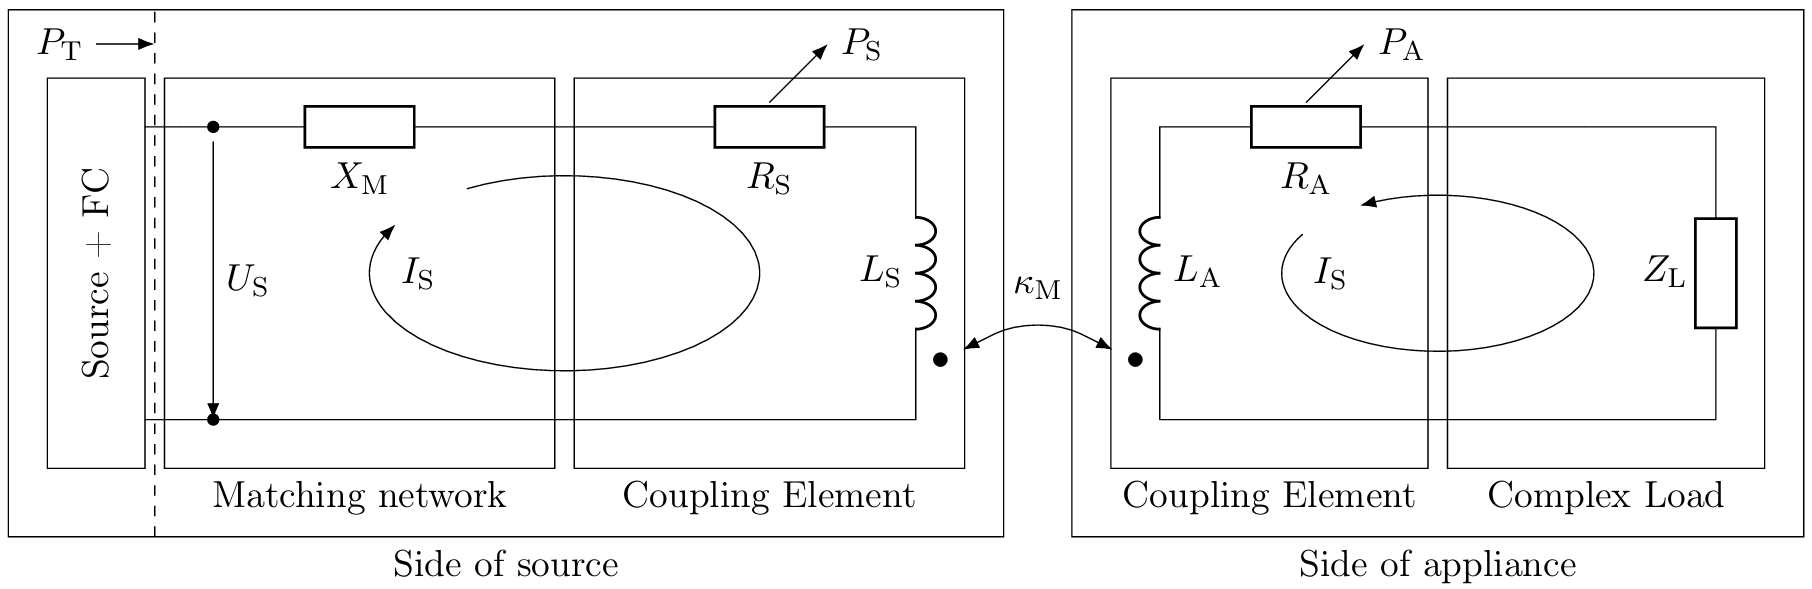 P_T
P_S
P_A
Source + FC
X_M
R_S
R_A
U_S
I_S
L_S
κ_M
L_A
I_S
Z_L
Matching network
Coupling Element
Coupling Element
Complex Load
Side of source
Side of appliance